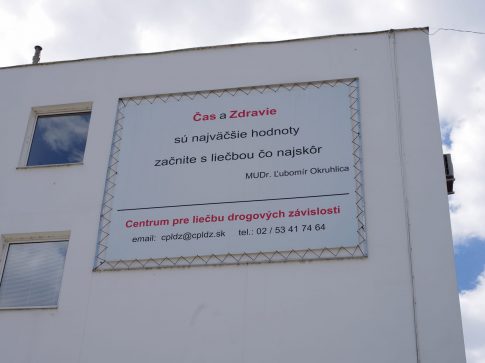 Čas a Zdravie
sú najväčšie hodnoty
začnite s liečbou čo najskôr
MUDr. Ľubomír Okruhlica
Centrum pre liečbu drogových závislostí
email: cpldz@cpldz.sk tel.: 02 / 53 41 74 64